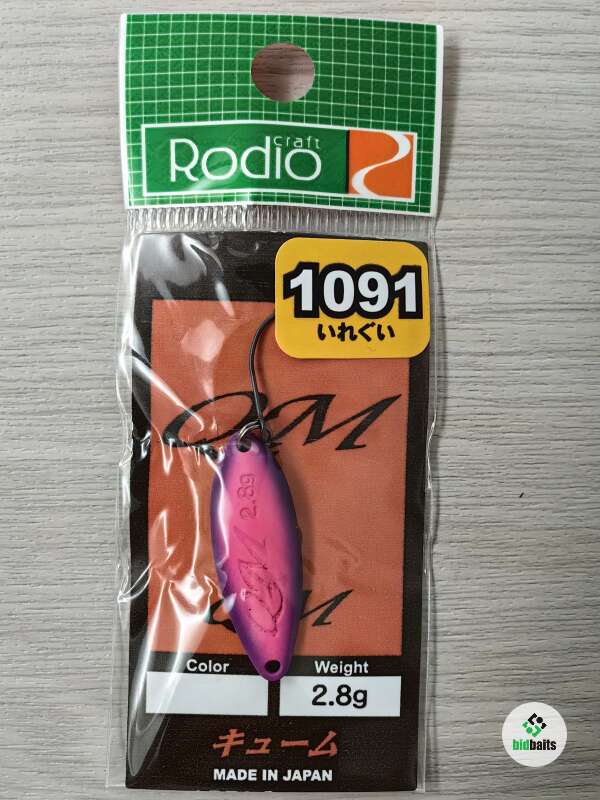 Rodio
craft
1091
いれぐい
QM
2.8g
QM
QM
Color
Weight
2.8g
キューム
MADE IN JAPAN
bidbaits